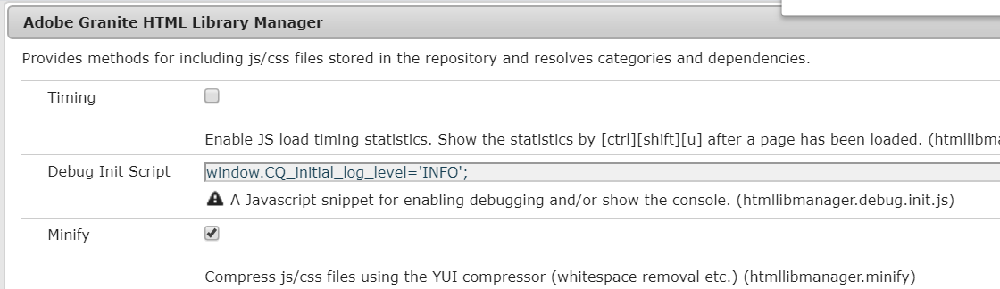 Adobe Granite HTML Library Manager
Provides methods for including js/css files stored in the repository and resolves categories and dependencies.
Timing
Enable JS load timing statistics. Show the statistics by [ctrl][shift][u] after a page has been loaded. (htmllibma
Debug Init Script
window.CQ_initial_log_level='INFO';
A Javascript snippet for enabling debugging and/or show the console. (htmllibmanager.debug.init.js)
Minify
Compress js/css files using the YUI compressor (whitespace removal etc.) (htmllibmanager.minify)